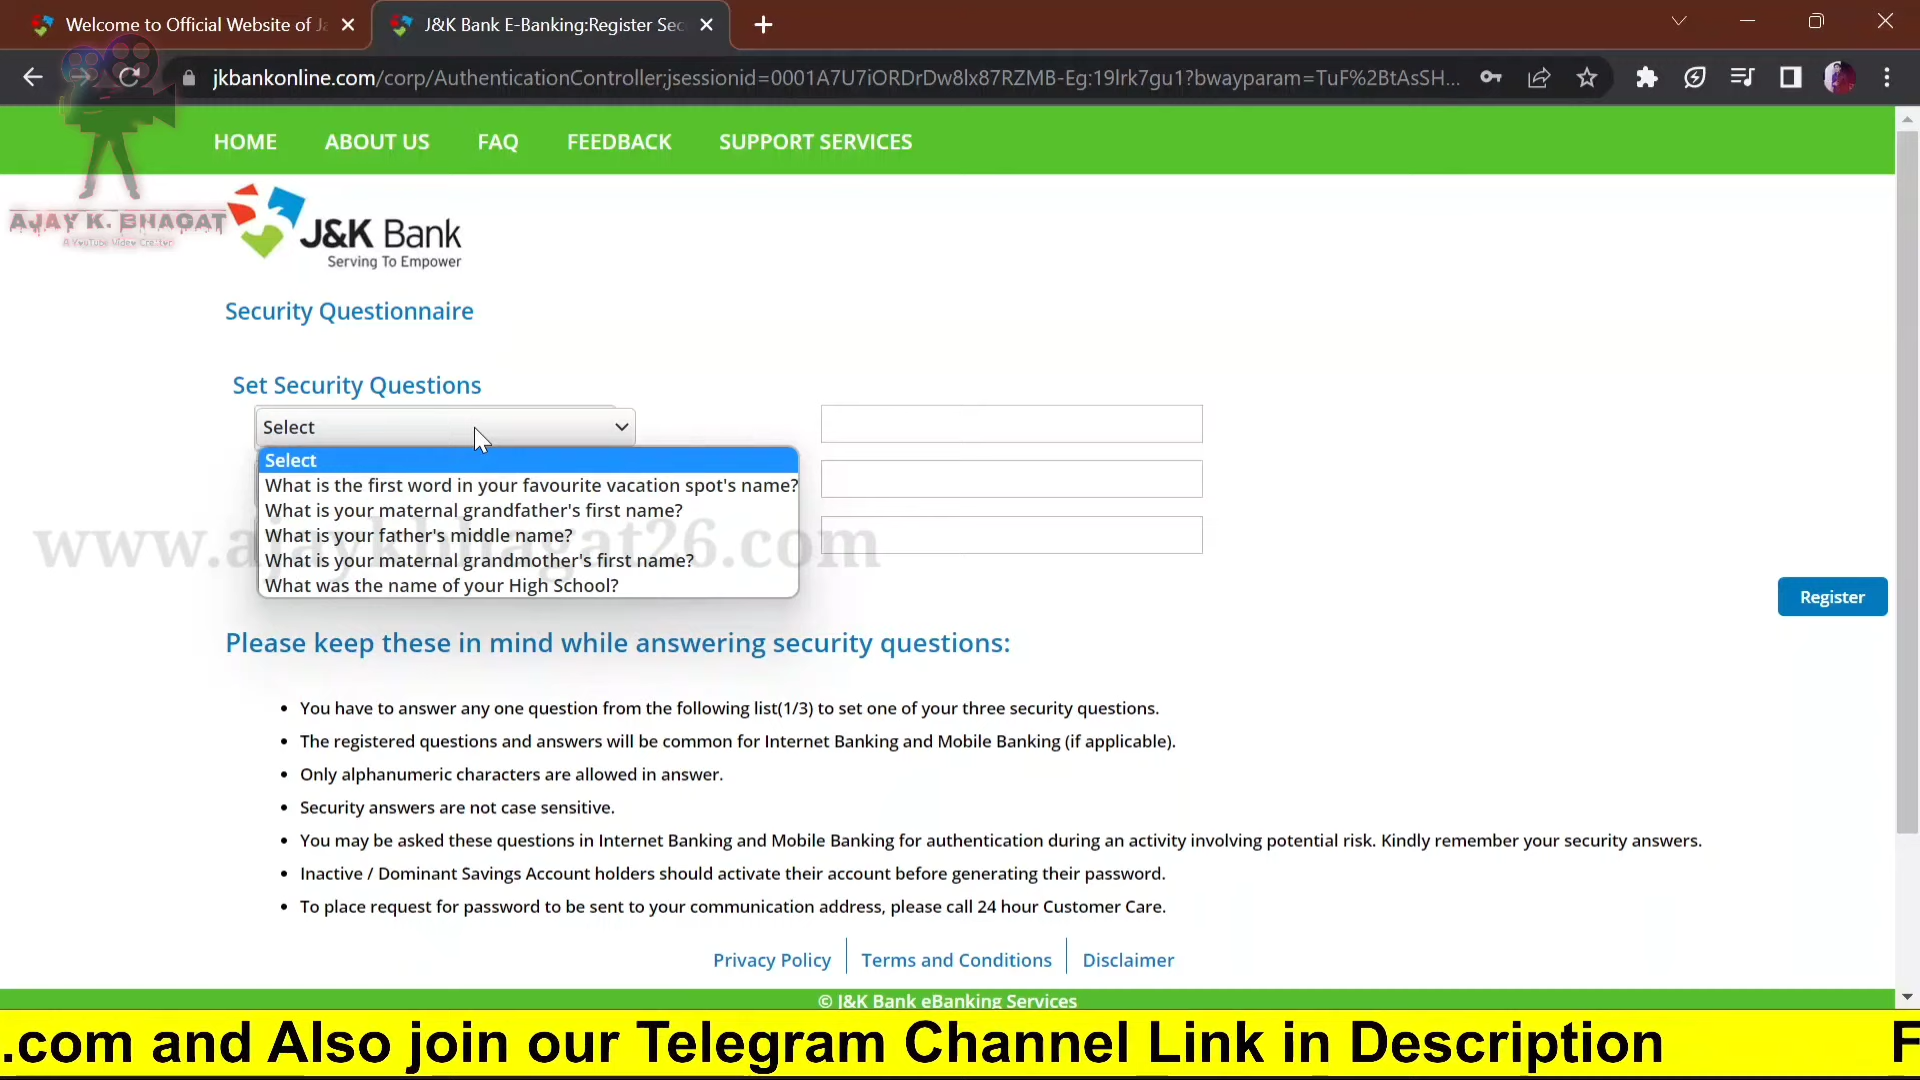 Welcome to Official Website of Ja
J&K Bank E-Banking:Register Sec
jkbankonline.com/corp/AuthenticationController;jsessionid=0001A7U7iORDrDw8lx87RZMB-Eg:19lrk7gu1?bwayparam=TuF%2BtAsSH...
HOME ABOUT US FAQ FEEDBACK SUPPORT SERVICES
AJAY K. BHAGAT
A YouTube Video Creator
J&K Bank
Serving To Empower
Security Questionnaire
Set Security Questions
Select
Select
What is the first word in your favourite vacation spot's name?
What is your maternal grandfather's first name?
What is your father's middle name?
What is your maternal grandmother's first name?
What was the name of your High School?
www.ajaykbhagat26.com
Register
Please keep these in mind while answering security questions:
• You have to answer any one question from the following list(1/3) to set one of your three security questions.
• The registered questions and answers will be common for Internet Banking and Mobile Banking (if applicable).
• Only alphanumeric characters are allowed in answer.
• Security answers are not case sensitive.
• You may be asked these questions in Internet Banking and Mobile Banking for authentication during an activity involving potential risk. Kindly remember your security answers.
• Inactive / Dominant Savings Account holders should activate their account before generating their password.
• To place request for password to be sent to your communication address, please call 24 hour Customer Care.
Privacy Policy Terms and Conditions Disclaimer
© J&K Bank eBanking Services
.com and Also join our Telegram Channel Link in Description F